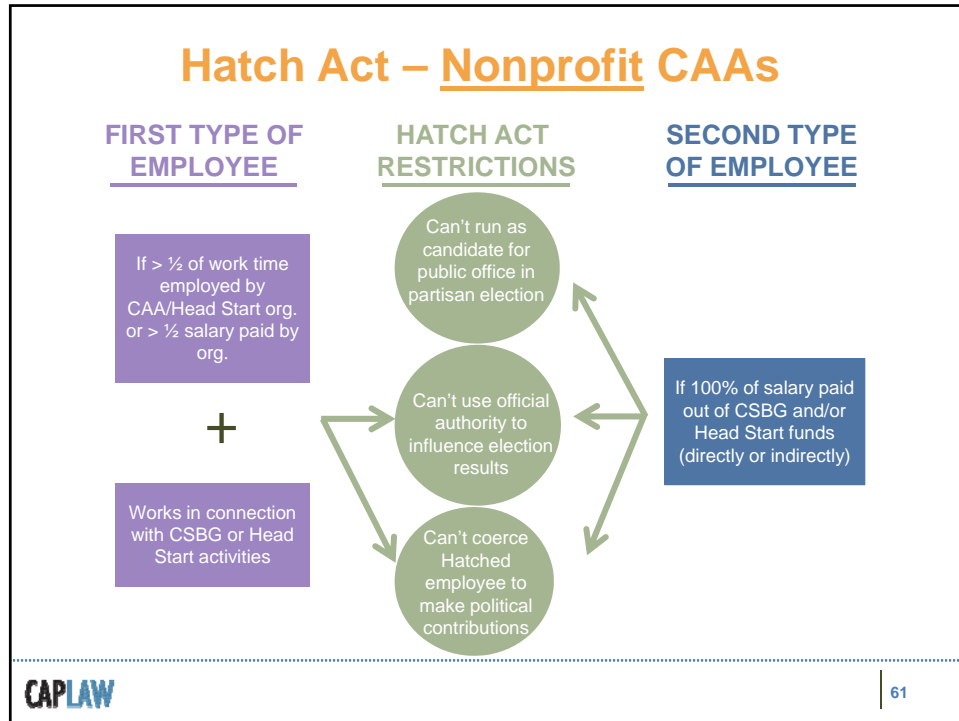 Hatch Act – Nonprofit CAAs
FIRST TYPE OF
EMPLOYEE
HATCH ACT
RESTRICTIONS
SECOND TYPE
OF EMPLOYEE
If > ½ of work time
employed by
CAA/Head Start org.
or > ½ salary paid by
org.
+
Works in connection
with CSBG or Head
Start activities
Can't run as
candidate for
public office in
partisan election
Can't use official
authority to
influence election
results
Can't coerce
Hatched
employee to
make political
contributions
If 100% of salary paid
out of CSBG and/or
Head Start funds
(directly or indirectly)
CAPLAW
61